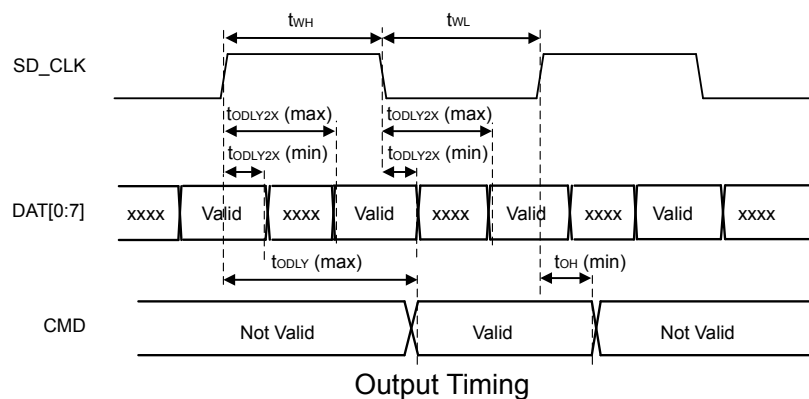 tWH tWL
SD_CLK
tODLY2X (max) tODLY2X (max)
tODLY2X (min) tODLY2X (min)
DAT[0:7] xxxx Valid xxxx Valid xxxx Valid xxxx Valid xxxx
tODLY (max) tOH (min)
CMD Not Valid Valid Not Valid
Output Timing